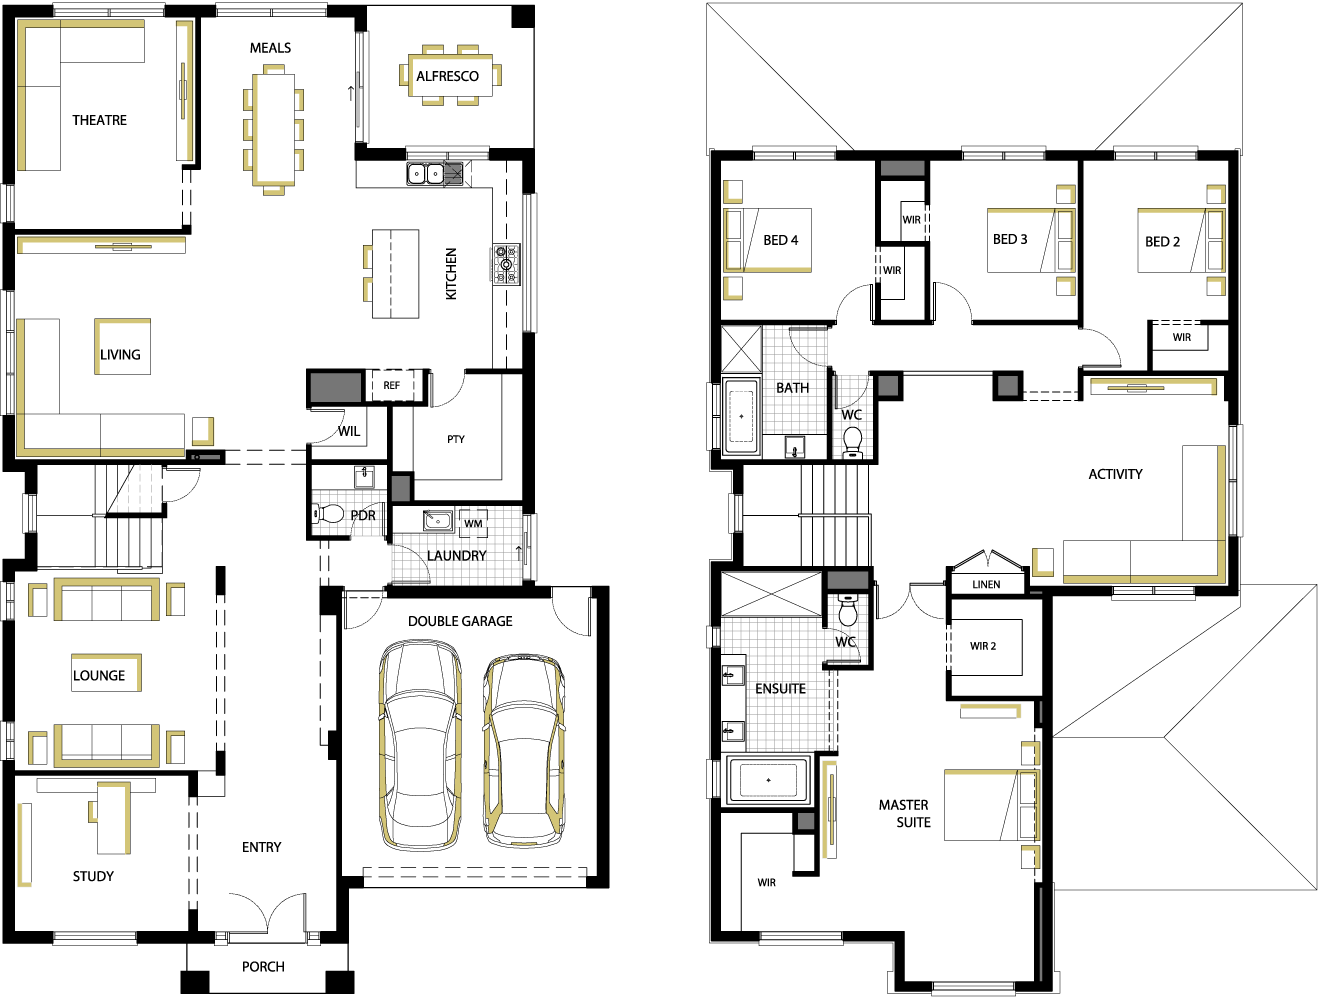 MEALS
ALFRESCO
THEATRE
KITCHEN
LIVING
REF
WIL
PTY
PDR
WM
LAUNDRY
DOUBLE GARAGE
LOUNGE
ENTRY
STUDY
PORCH
WIR
BED 4
BED 3
BED 2
WIR
WIR
BATH
WC
ACTIVITY
LINEN
WC
WIR 2
ENSUITE
MASTER
SUITE
WIR